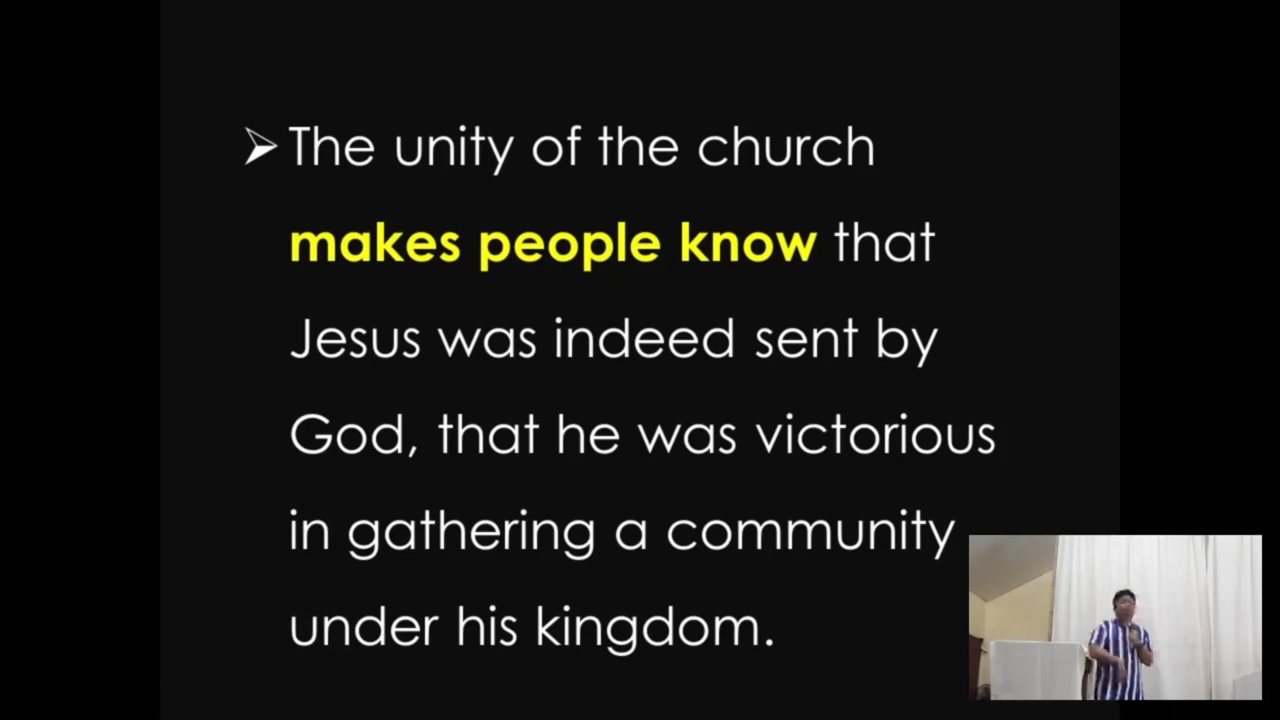 ➢The unity of the church
makes people know that
Jesus was indeed sent by
God, that he was victorious
in gathering a community
under his kingdom.